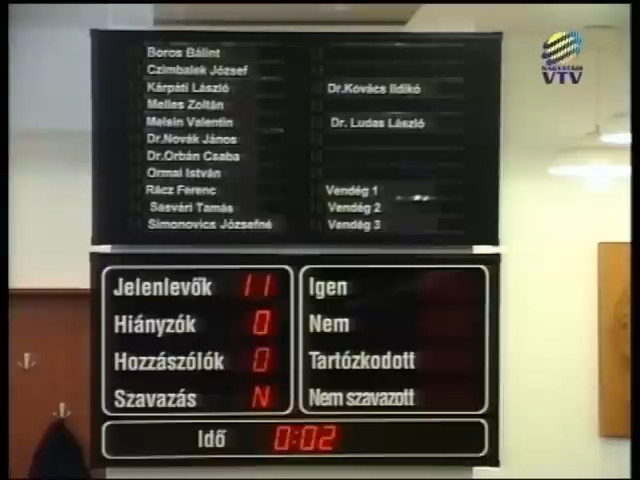 Boros Bálint
Czimbalek József
Kárpáti László
Melles Zoltán
Melsin Valentin
Dr.Novák János
Dr.Orbán Csaba
Ormai István
Rácz Ferenc
Sasvári Tamás
Simonovics Józsefné
Dr.Kovács Ildikó
Dr. Ludas László
Vendég 1
Vendég 2
Vendég 3
VTV
Jelenlevők 11
Hiányzók 0
Hozzászólók 0
Szavazás N
Igen
Nem
Tartózkodott
Nem szavazott
Idő 0:02